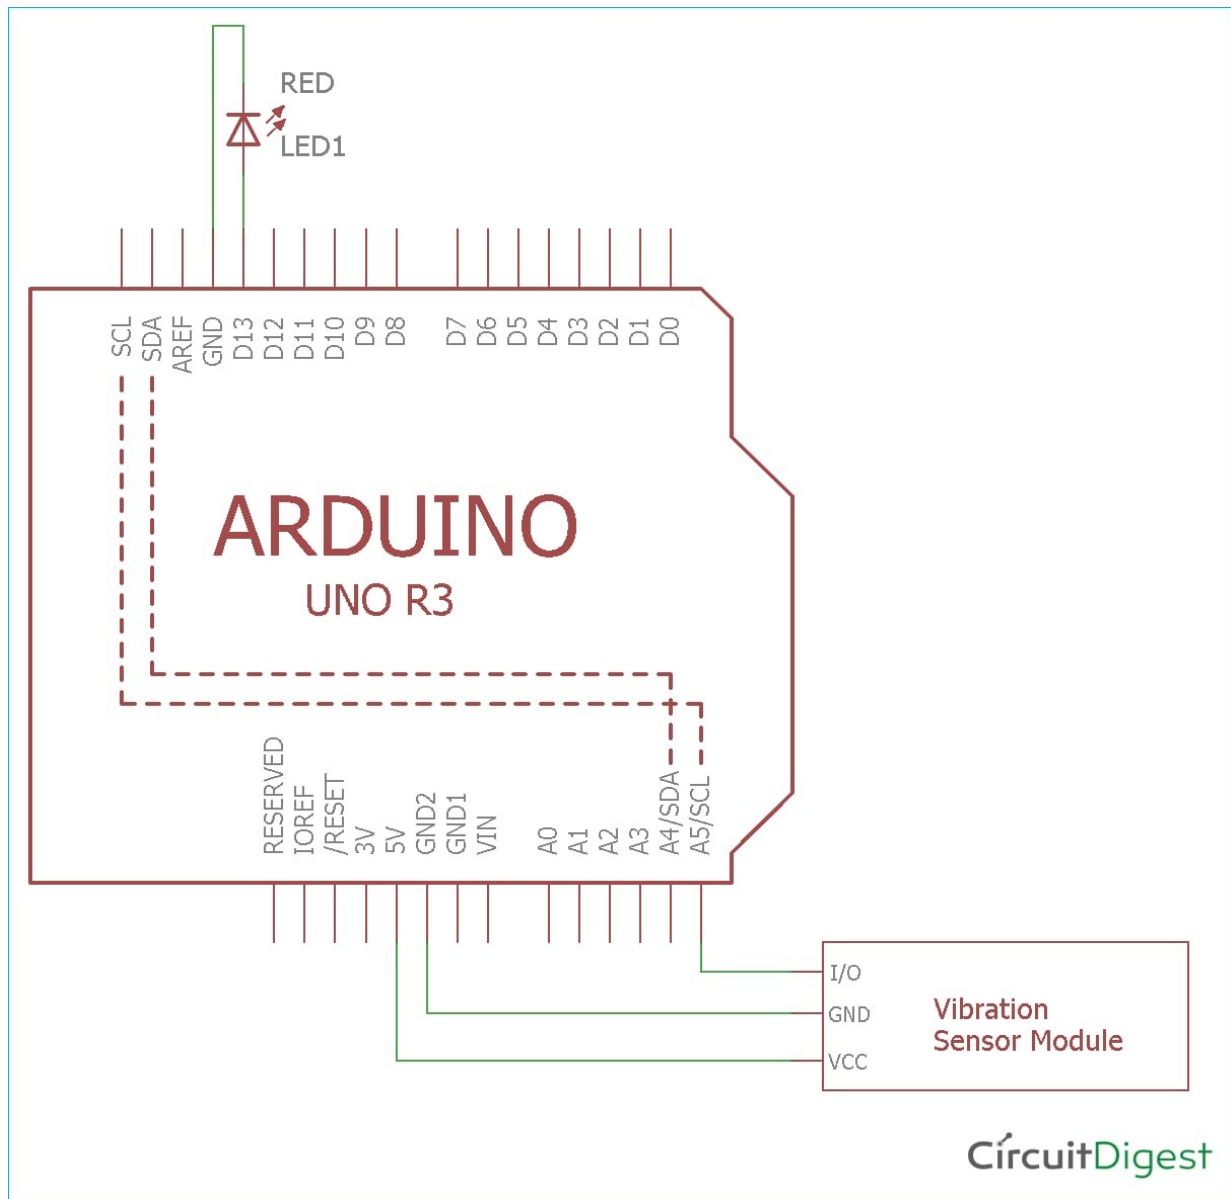 RED
LED1
SCL
SDA
AREF
GND
D13
D12
D11
D10
D9
D8
D7
D6
D5
D4
D3
D2
D1
D0
ARDUINO
UNO R3
RESERVED
IOREF
/RESET
3V
5V
GND2
GND1
VIN
A0
A1
A2
A3
A4/SDA
A5/SCL
I/O
GND
VCC
Vibration
Sensor Module
CircuitDigest